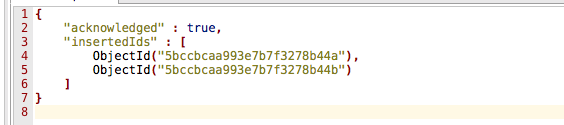 1 {
2     "acknowledged" : true,
3     "insertedIds" : [
4         ObjectId("5bccbcaa993e7b7f3278b44a"),
5         ObjectId("5bccbcaa993e7b7f3278b44b")
6     ]
7 }
8